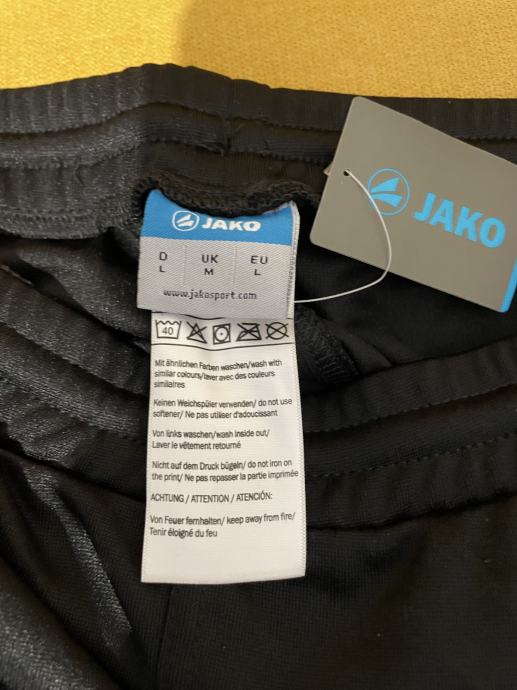 JAKO
JAKO
D UK EU
L M L
www.jakosport.com
40
Mit ähnlichen Farben waschen/wash with
similar colours/laver avec des couleurs
similaires
Keinen Weichspüler verwenden/ do not use
softener/ Ne pas utiliser d'adoucissant
Von links waschen/wash inside out/
Laver le vêtement retourné
Nicht auf dem Druck bügeln/ do not iron on
the print/ Ne pas repasser la partie imprimée
ACHTUNG / ATTENTION / ATENCIÓN:
Von Feuer fernhalten/ keep away from fire/
Tenir éloigné du feu